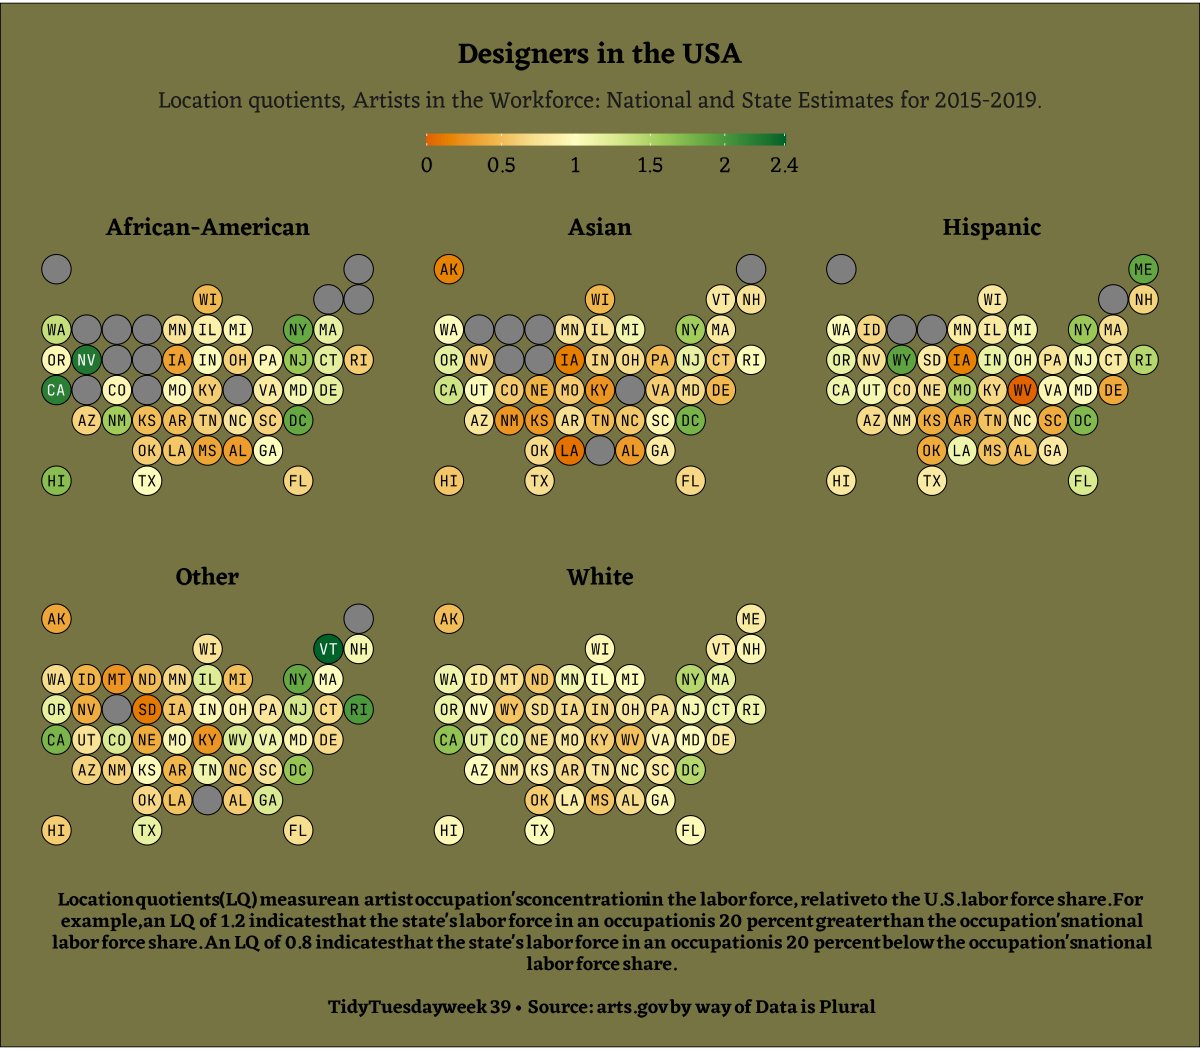 Designers in the USA
Location quotients, Artists in the Workforce: National and State Estimates for 2015-2019.
0 0.5 1 1.5 2 2.4
African-American
WI
WA MN IL MI NY MA
OR NV IA IN OH PA NJ CT RI
CA CO MO KY VA MD DE
AZ NM KS AR TN NC SC DC
OK LA MS AL GA
HI TX FL
Asian
AK
WI VT NH
WA MN IL MI NY MA
OR NV IA IN OH PA NJ CT RI
CA UT CO NE MO KY VA MD DE
AZ NM KS AR TN NC SC DC
OK LA AL GA
HI TX FL
Hispanic
ME
WI NH
WA ID MN IL MI NY MA
OR NV WY SD IA IN OH PA NJ CT RI
CA UT CO NE MO KY WV VA MD DE
AZ NM KS AR TN NC SC DC
OK LA MS AL GA
HI TX FL
Other
AK
WI VT NH
WA ID MT ND MN IL MI NY MA
OR NV SD IA IN OH PA NJ CT RI
CA UT CO NE MO KY WV VA MD DE
AZ NM KS AR TN NC SC DC
OK LA AL GA
HI TX FL
White
AK ME
WI VT NH
WA ID MT ND MN IL MI NY MA
OR NV WY SD IA IN OH PA NJ CT RI
CA UT CO NE MO KY WV VA MD DE
AZ NM KS AR TN NC SC DC
OK LA MS AL GA
HI TX FL
Location quotients (LQ) measure an artist occupation's concentration in the labor force, relative to the U.S. labor force share. For
example, an LQ of 1.2 indicates that the state's labor force in an occupation is 20 percent greater than the occupation's national
labor force share. An LQ of 0.8 indicates that the state's labor force in an occupation is 20 percent below the occupation's national
labor force share.
TidyTuesday week 39 • Source: arts.gov by way of Data is Plural